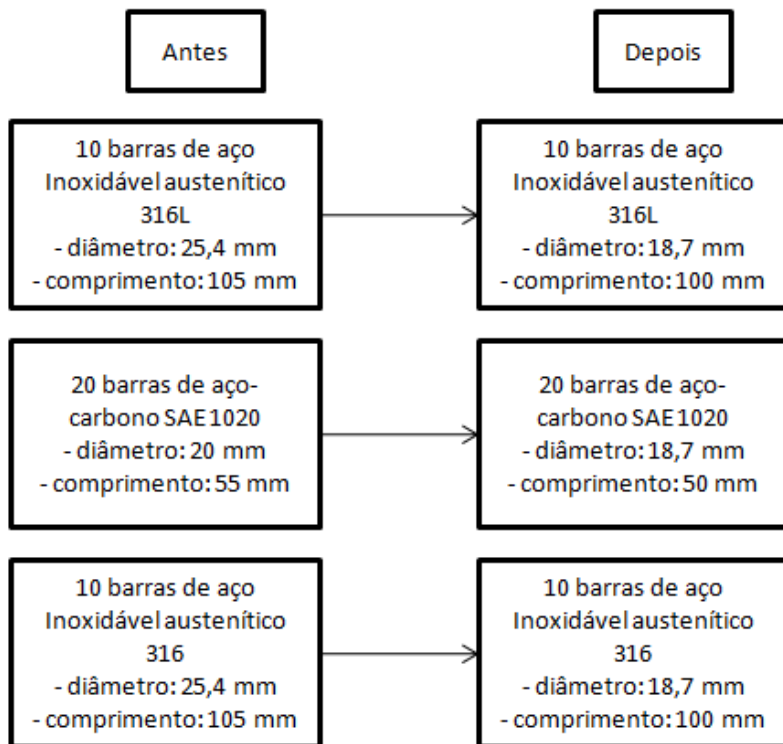 Antes
Depois
10 barras de aço
Inoxidável austenítico
316L
- diâmetro: 25,4 mm
- comprimento: 105 mm
10 barras de aço
Inoxidável austenítico
316L
- diâmetro: 18,7 mm
- comprimento: 100 mm
20 barras de aço-
carbono SAE1020
- diâmetro: 20 mm
- comprimento: 55 mm
20 barras de aço-
carbono SAE1020
- diâmetro: 18,7 mm
- comprimento: 50 mm
10 barras de aço
Inoxidável austenítico
316
- diâmetro: 25,4 mm
- comprimento: 105 mm
10 barras de aço
Inoxidável austenítico
316
- diâmetro: 18,7 mm
- comprimento: 100 mm